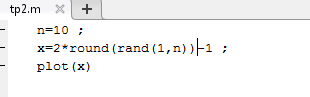 tp2.m × +
n=10 ;
x=2*round(rand(1,n))-1 ;
plot(x)